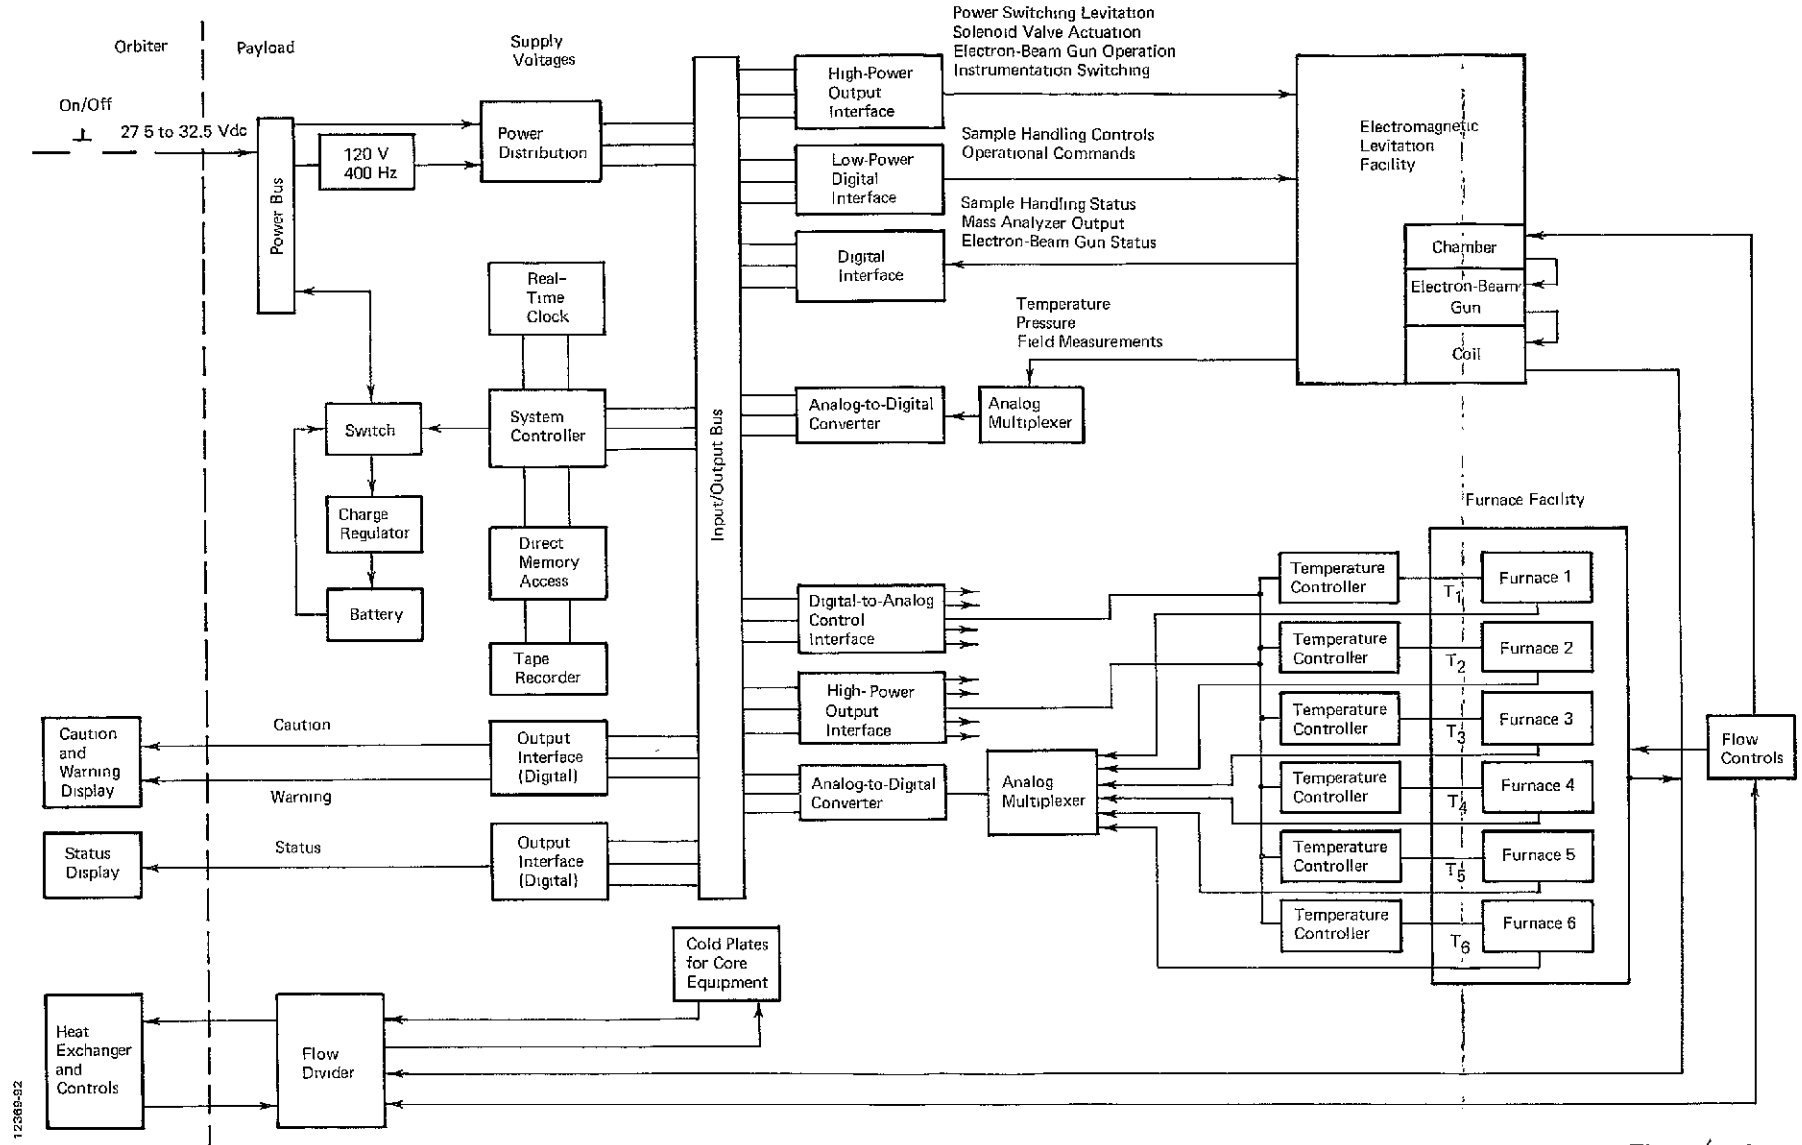 Orbiter
Payload
Supply
Voltages
On/Off
27 5 to 32.5 Vdc
Power Bus
120 V
400 Hz
Power
Distribution
Real-
Time
Clock
System
Controller
Switch
Charge
Regulator
Battery
Direct
Memory
Access
Tape
Recorder
Input/Output Bus
High-Power
Output
Interface
Low-Power
Digital
Interface
Digital
Interface
Analog-to-Digital
Converter
Analog
Multiplexer
Power Switching Levitation
Solenoid Valve Actuation
Electron-Beam Gun Operation
Instrumentation Switching
Sample Handling Controls
Operational Commands
Sample Handling Status
Mass Analyzer Output
Electron-Beam Gun Status
Temperature
Pressure
Field Measurements
Electromagnetic
Levitation
Facility
Chamber
Electron-Beam
Gun
Coil
Furnace Facility
Digital-to-Analog
Control
Interface
High-Power
Output
Interface
Analog-to-Digital
Converter
Analog
Multiplexer
Temperature
Controller
T1
Furnace 1
Temperature
Controller
T2
Furnace 2
Temperature
Controller
T3
Furnace 3
Temperature
Controller
T4
Furnace 4
Temperature
Controller
T5
Furnace 5
Temperature
Controller
T6
Furnace 6
Flow
Controls
Caution
and
Warning
Display
Caution
Warning
Output
Interface
(Digital)
Status
Display
Status
Output
Interface
(Digital)
Cold Plates
for Core
Equipment
Heat
Exchanger
and
Controls
Flow
Divider
12369-92